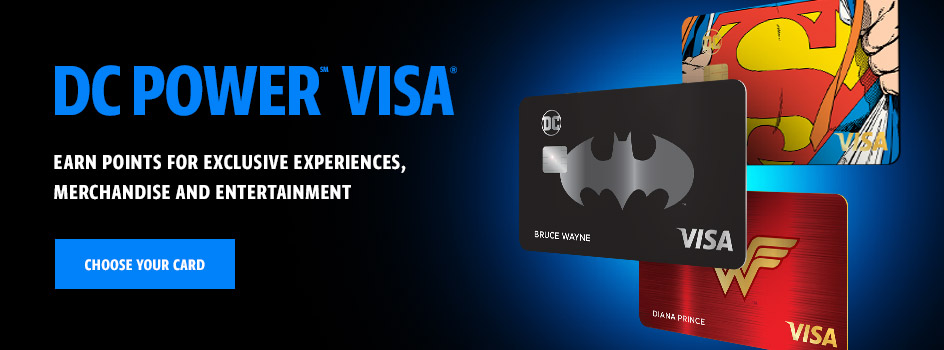 DC POWER℠ VISA®
EARN POINTS FOR EXCLUSIVE EXPERIENCES,
MERCHANDISE AND ENTERTAINMENT
CHOOSE YOUR CARD
DC
VISA
DC
BRUCE WAYNE
VISA
DIANA PRINCE
VISA